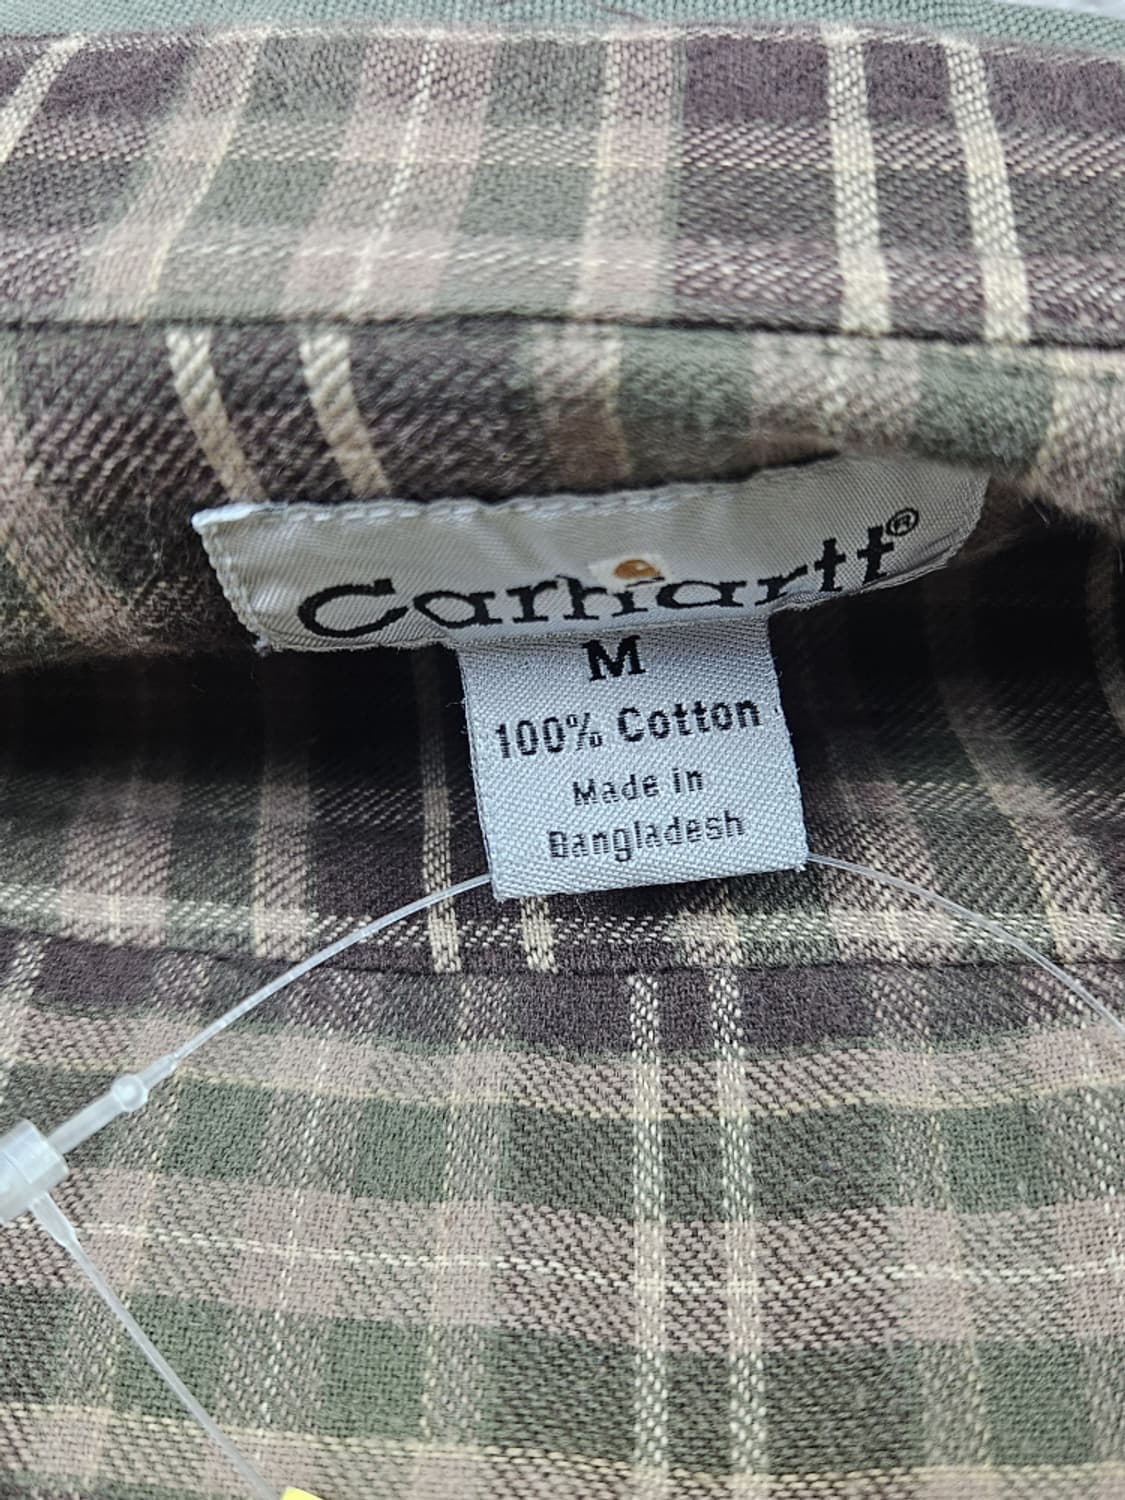 Carhartt®
M
100% Cotton
Made in
Bangladesh